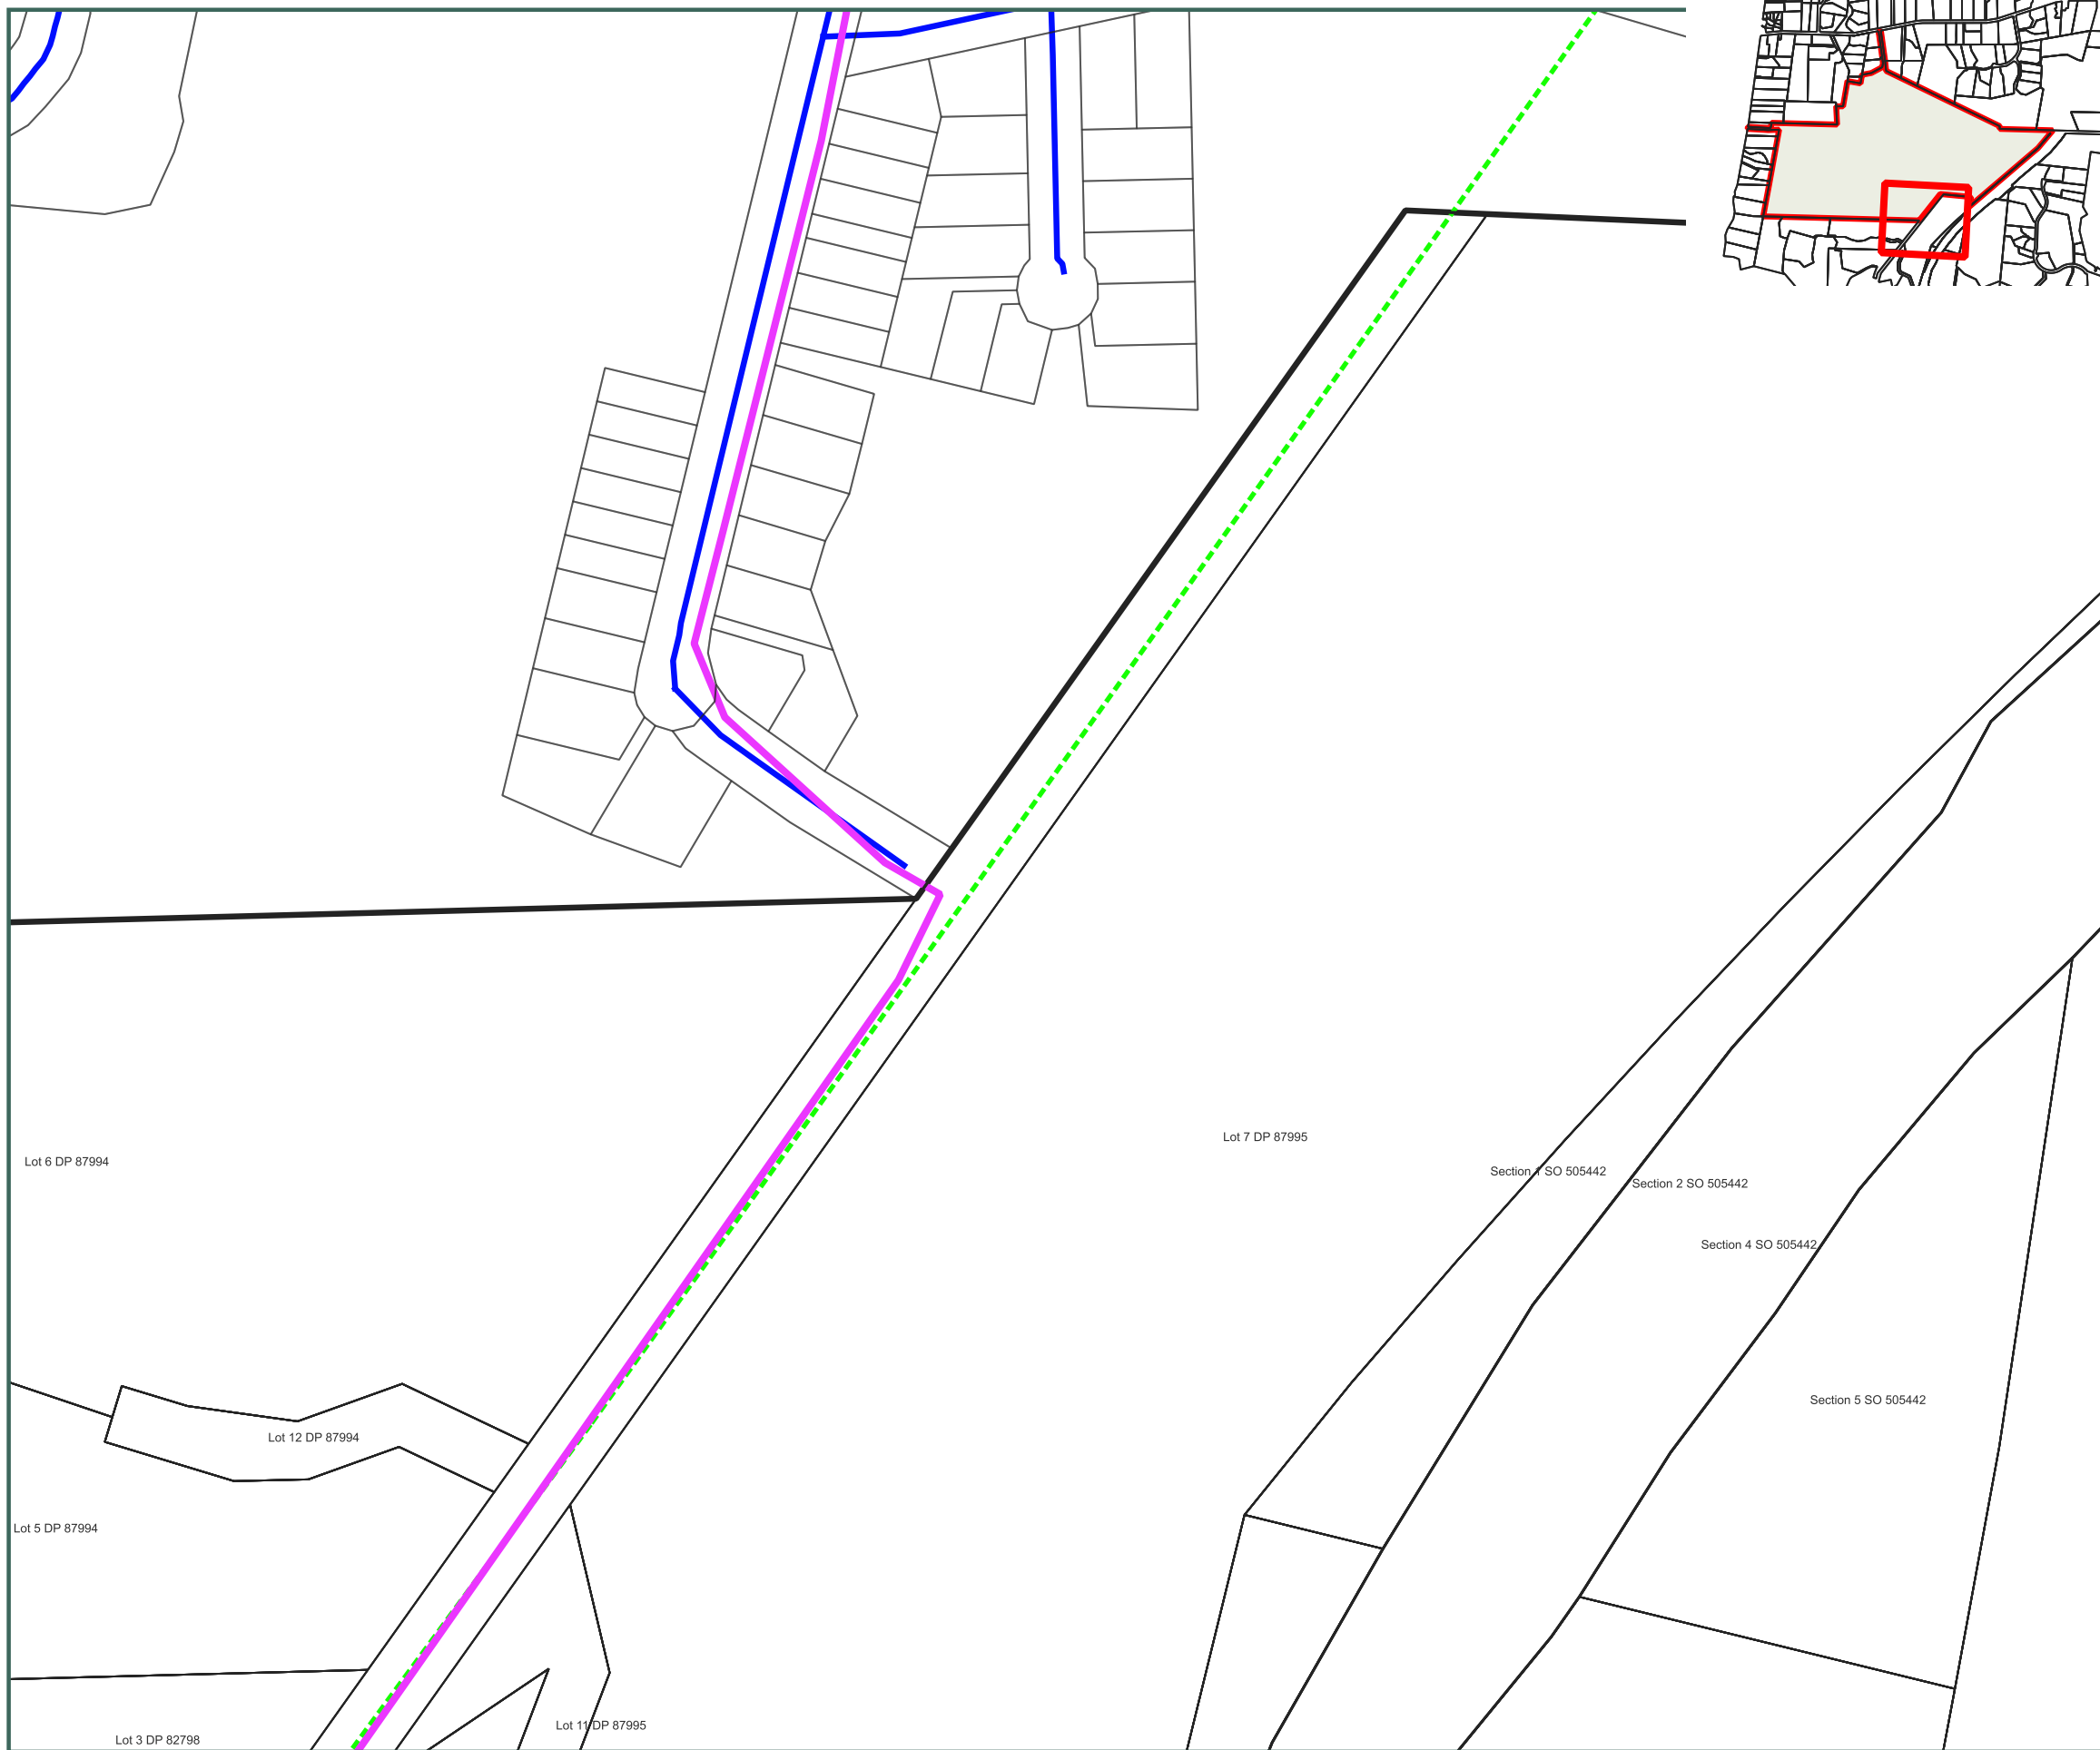 Lot 7 DP 87995
Lot 6 DP 87994
Section 1 SO 505442
Section 2 SO 505442
Section 4 SO 505442
Section 5 SO 505442
Lot 12 DP 87994
Lot 5 DP 87994
Lot 11 DP 87995
Lot 3 DP 82798